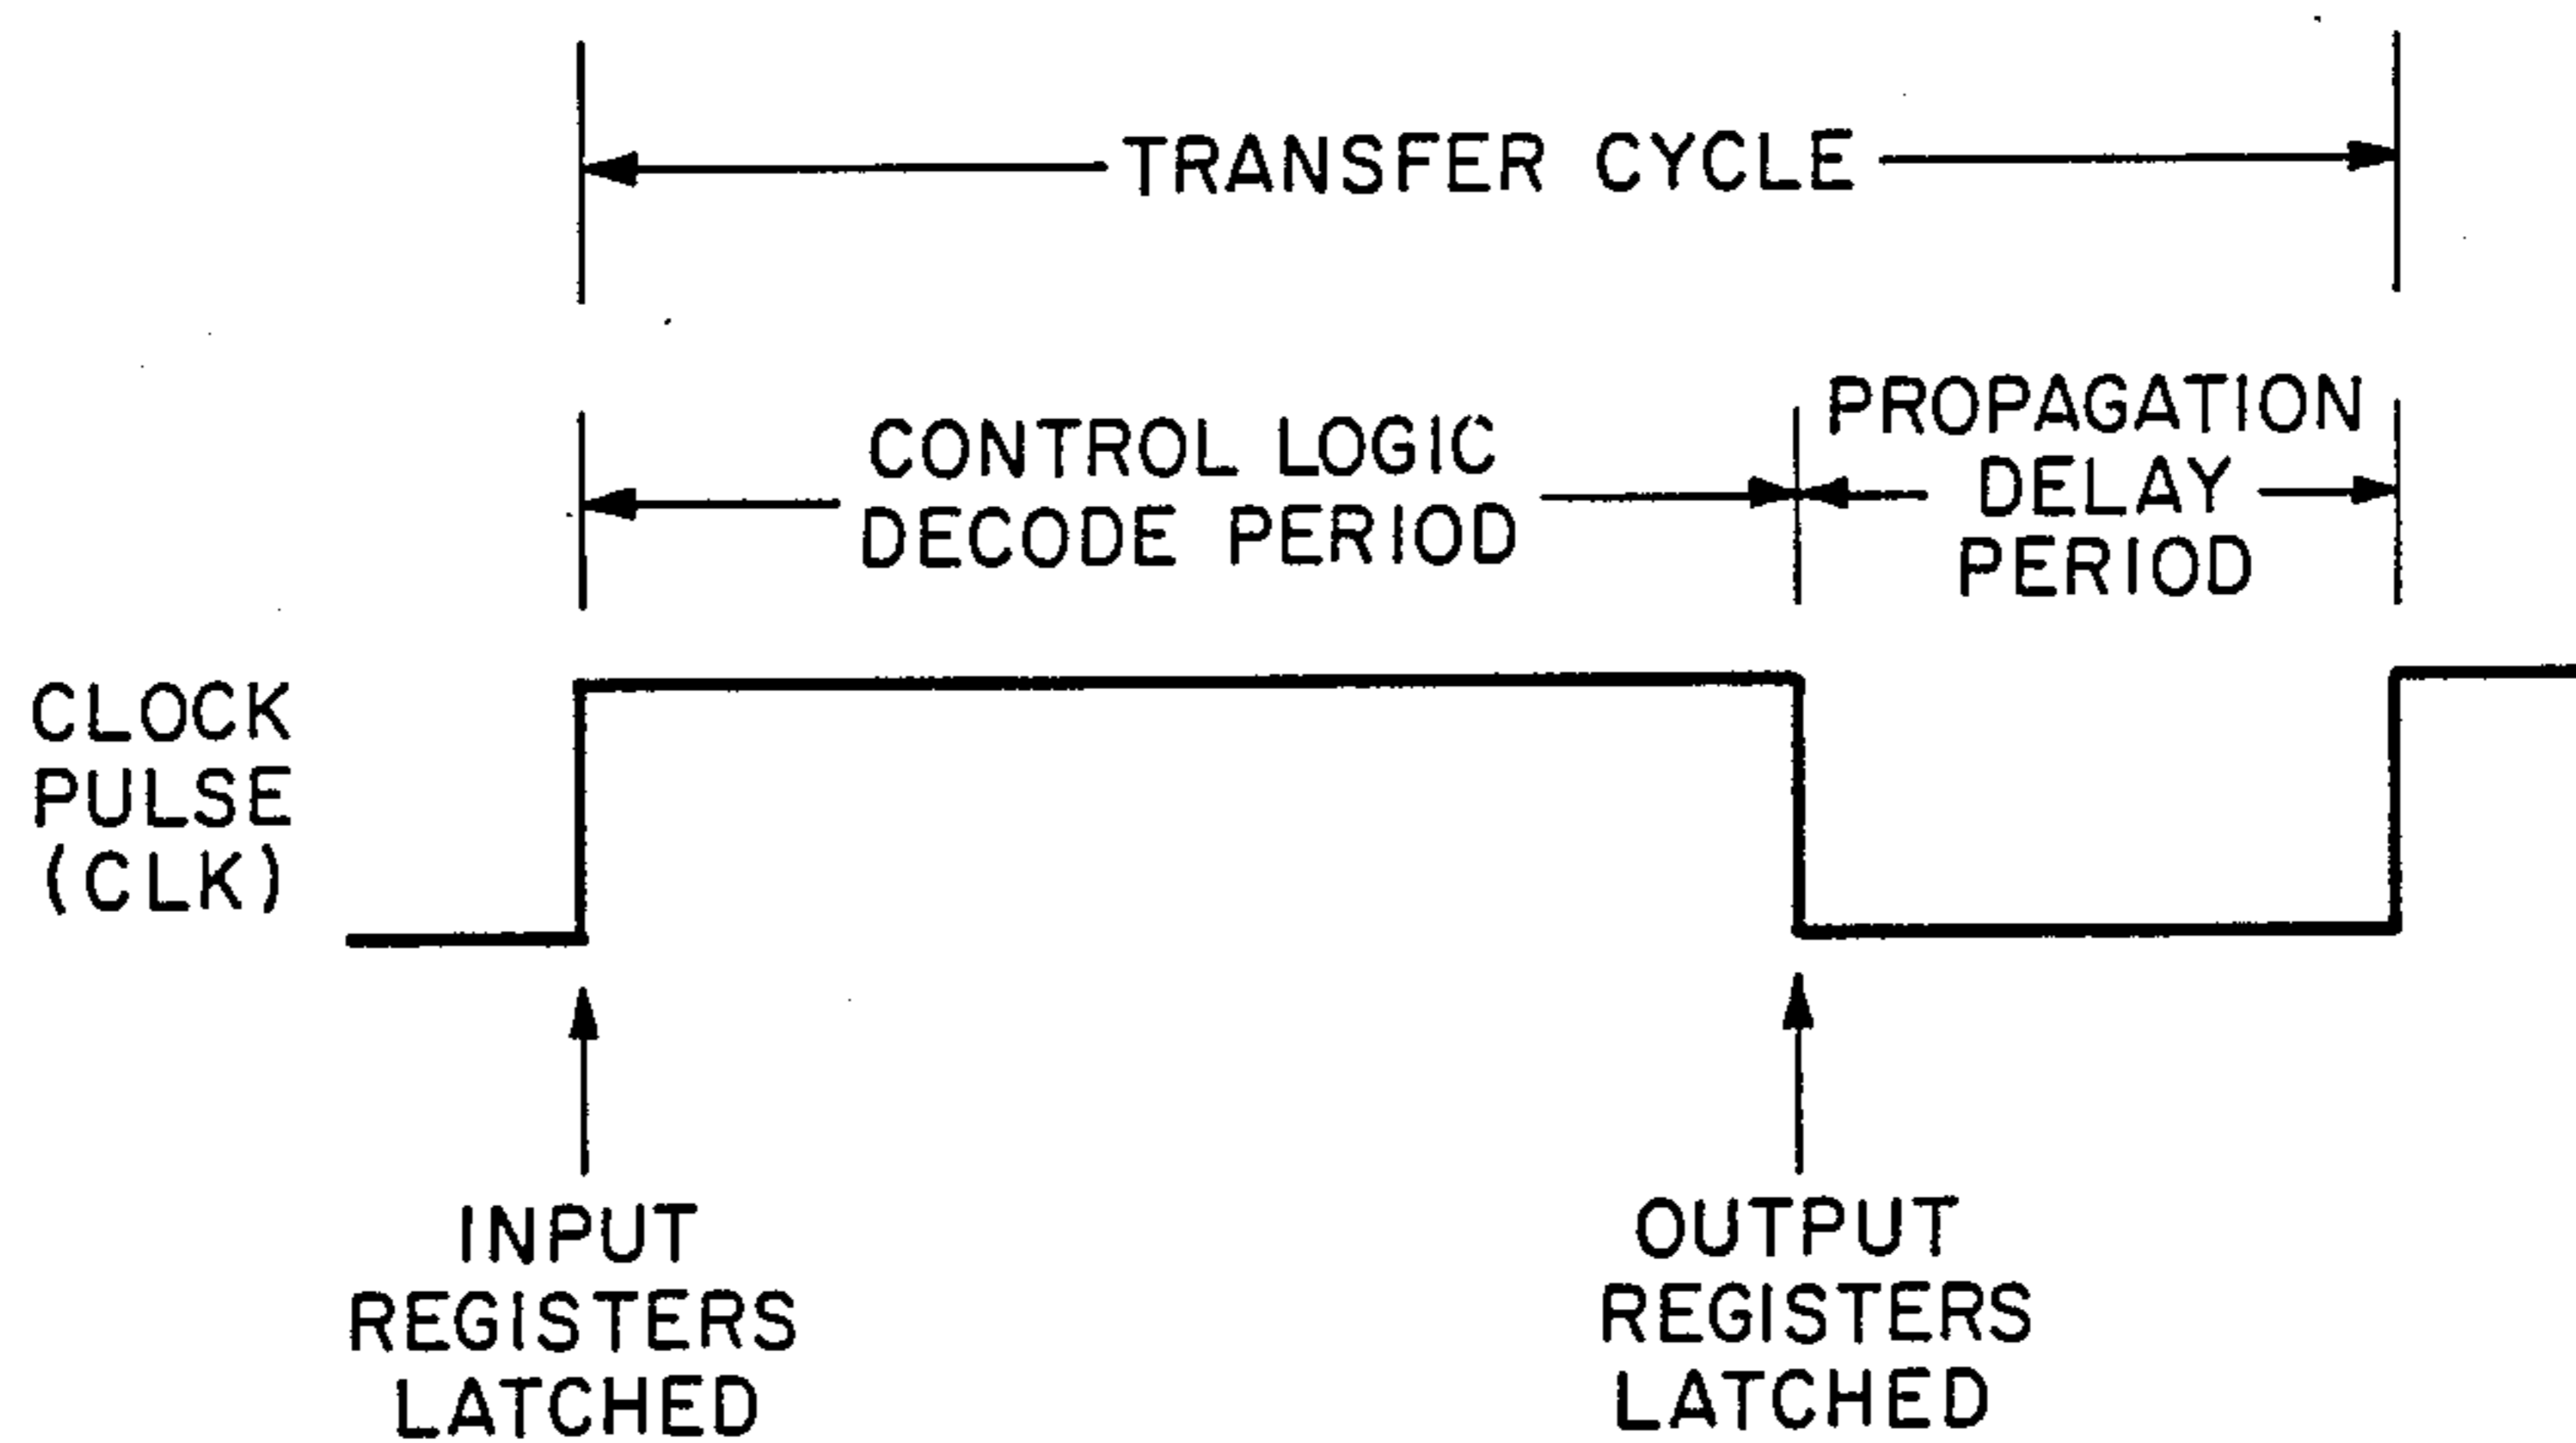 TRANSFER CYCLE
CONTROL LOGIC
DECODE PERIOD
PROPAGATION
DELAY
PERIOD
CLOCK
PULSE
(CLK)
INPUT
REGISTERS
LATCHED
OUTPUT
REGISTERS
LATCHED